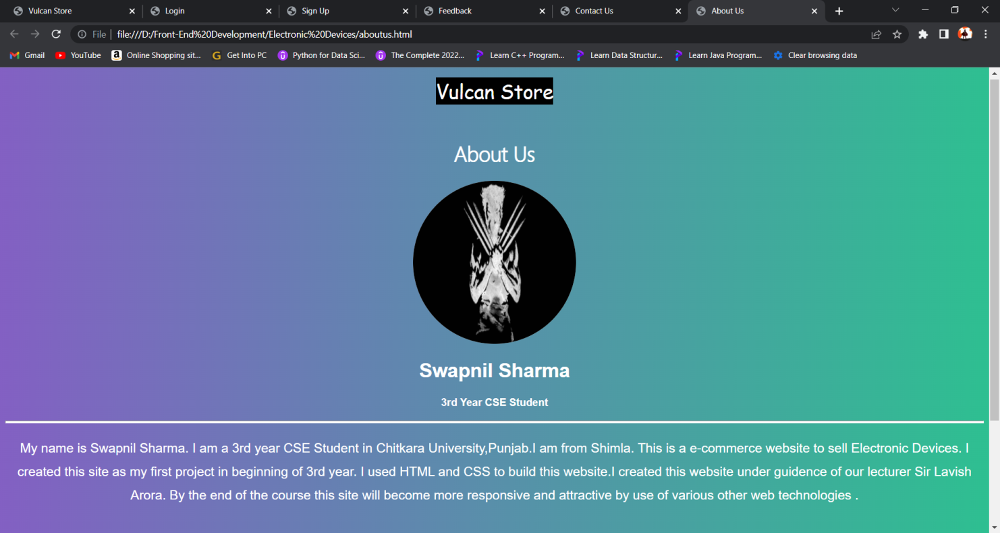 Vulcan Store
Login
Sign Up
Feedback
Contact Us
About Us
File | file:///D:/Front-End%20Development/Electronic%20Devices/aboutus.html
Gmail
YouTube
Online Shopping sit...
Get Into PC
Python for Data Sci...
The Complete 2022...
Learn C++ Program...
Learn Data Structur...
Learn Java Program...
Clear browsing data
Vulcan Store
About Us
Swapnil Sharma
3rd Year CSE Student
My name is Swapnil Sharma. I am a 3rd year CSE Student in Chitkara University,Punjab.I am from Shimla. This is a e-commerce website to sell Electronic Devices. I
created this site as my first project in beginning of 3rd year. I used HTML and CSS to build this website.I created this website under guidence of our lecturer Sir Lavish
Arora. By the end of the course this site will become more responsive and attractive by use of various other web technologies .